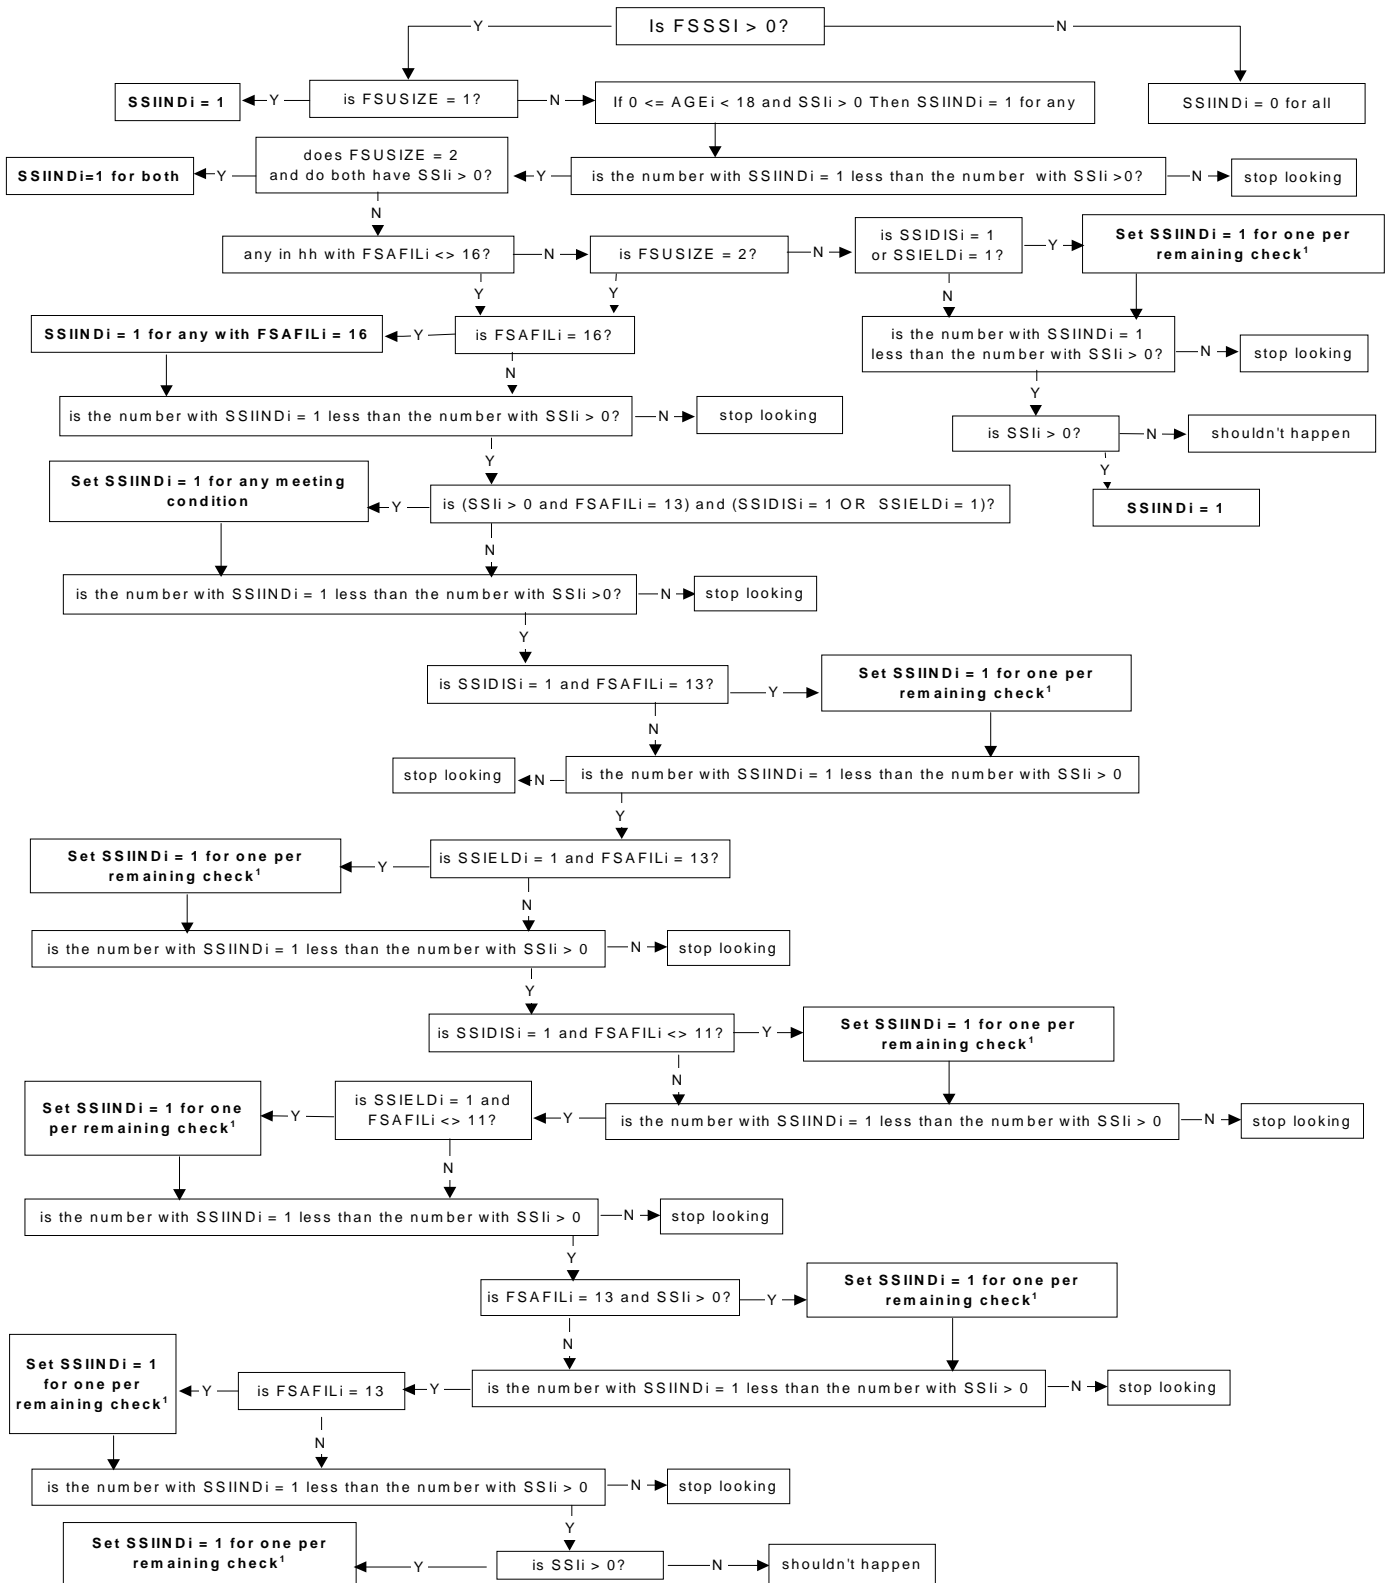 Is FSSSI > 0?
Y
N
SSIINDi = 1
Y
is FSUSIZE = 1?
N
If 0 <= AGEi < 18 and SSIi > 0 Then SSIINDi = 1 for any
SSIINDi = 0 for all
SSIINDi=1 for both
Y
does FSUSIZE = 2
and do both have SSIi > 0?
Y
is the number with SSIINDi = 1 less than the number with SSIi >0?
N
stop looking
N
any in hh with FSAFILi <> 16?
N
is FSUSIZE = 2?
N
is SSIDISi = 1
or SSIELDi = 1?
Y
Set SSIINDi = 1 for one per
remaining check¹
Y
Y
N
SSIINDi = 1 for any with FSAFILi = 16
Y
is FSAFILi = 16?
is the number with SSIINDi = 1
less than the number with SSIi > 0?
N
stop looking
N
Y
is the number with SSIINDi = 1 less than the number with SSIi > 0?
N
stop looking
is SSIi > 0?
N
shouldn't happen
Y
Y
Set SSIINDi = 1 for any meeting
condition
Y
is (SSIi > 0 and FSAFILi = 13) and (SSIDISi = 1 OR SSIELDi = 1)?
SSIINDi = 1
N
is the number with SSIINDi = 1 less than the number with SSIi >0?
N
stop looking
Y
is SSIDISi = 1 and FSAFILi = 13?
Y
Set SSIINDi = 1 for one per
remaining check¹
N
stop looking
N
is the number with SSIINDi = 1 less than the number with SSIi > 0
Y
Set SSIINDi = 1 for one per
remaining check¹
Y
is SSIELDi = 1 and FSAFILi = 13?
N
is the number with SSIINDi = 1 less than the number with SSIi > 0
N
stop looking
Y
is SSIDISi = 1 and FSAFILi <> 11?
Y
Set SSIINDi = 1 for one per
remaining check¹
N
Set SSIINDi = 1 for one
per remaining check¹
Y
is SSIELDi = 1 and
FSAFILi <> 11?
Y
is the number with SSIINDi = 1 less than the number with SSIi > 0
N
stop looking
N
is the number with SSIINDi = 1 less than the number with SSIi > 0
N
stop looking
Y
is FSAFILi = 13 and SSIi > 0?
Y
Set SSIINDi = 1 for one per
remaining check¹
N
Set SSIINDi = 1
for one per
remaining check¹
Y
is FSAFILi = 13
Y
is the number with SSIINDi = 1 less than the number with SSIi > 0
N
stop looking
N
is the number with SSIINDi = 1 less than the number with SSIi > 0
N
stop looking
Y
Set SSIINDi = 1 for one per
remaining check¹
Y
is SSIi > 0?
N
shouldn't happen